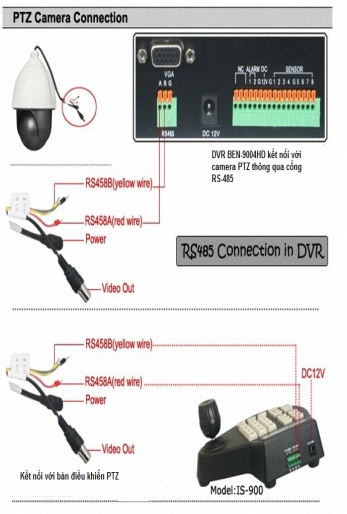 PTZ Camera Connection
VGA
A B G
RS485
DC 12V
NC ALARM DC
SENSOR
1 2 G 12V G 1 2 3 4 G 5 6 7 8
DVR BEN-9004HD kết nối với
camera PTZ thông qua cổng
RS-485
RS458B(yellow wire)
RS458A(red wire)
Power
Video Out
RS485 Connection in DVR
RS458B(yellow wire)
RS458A(red wire)
Power
DC12V
Video Out
Kết nối với bàn điều khiển PTZ
Model:IS-900